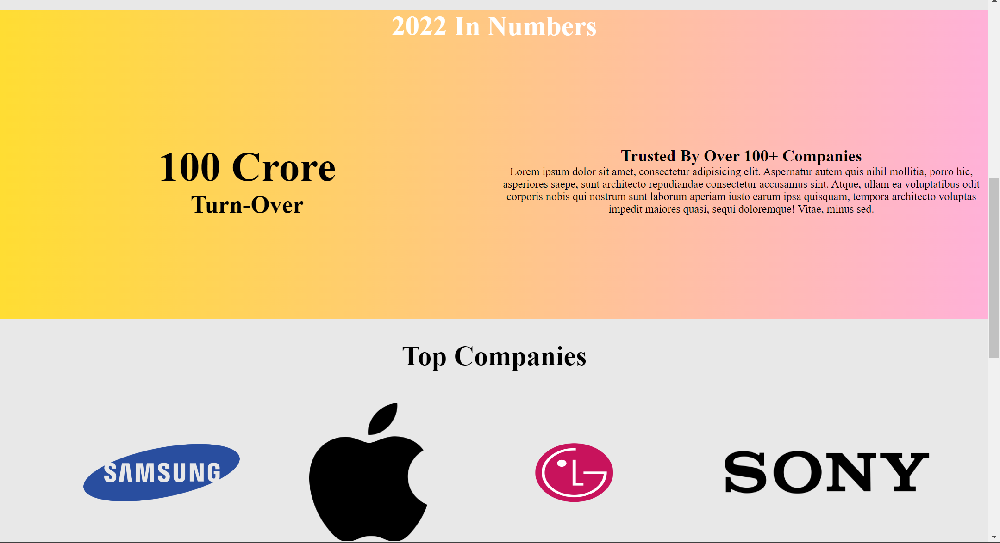 2022 In Numbers
100 Crore
Turn-Over
Trusted By Over 100+ Companies
Lorem ipsum dolor sit amet, consectetur adipisicing elit. Aspernatur autem quis nihil mollitia, porro hic,
asperiores saepe, sunt architecto repudiandae consectetur accusamus sint. Atque, ullam ea voluptatibus odit
corporis nobis qui nostrum sunt laborum aperiam iusto earum ipsa quisquam, tempora architecto voluptas
impedit maiores quasi, sequi doloremque! Vitae, minus sed.
Top Companies
SAMSUNG
LG
SONY